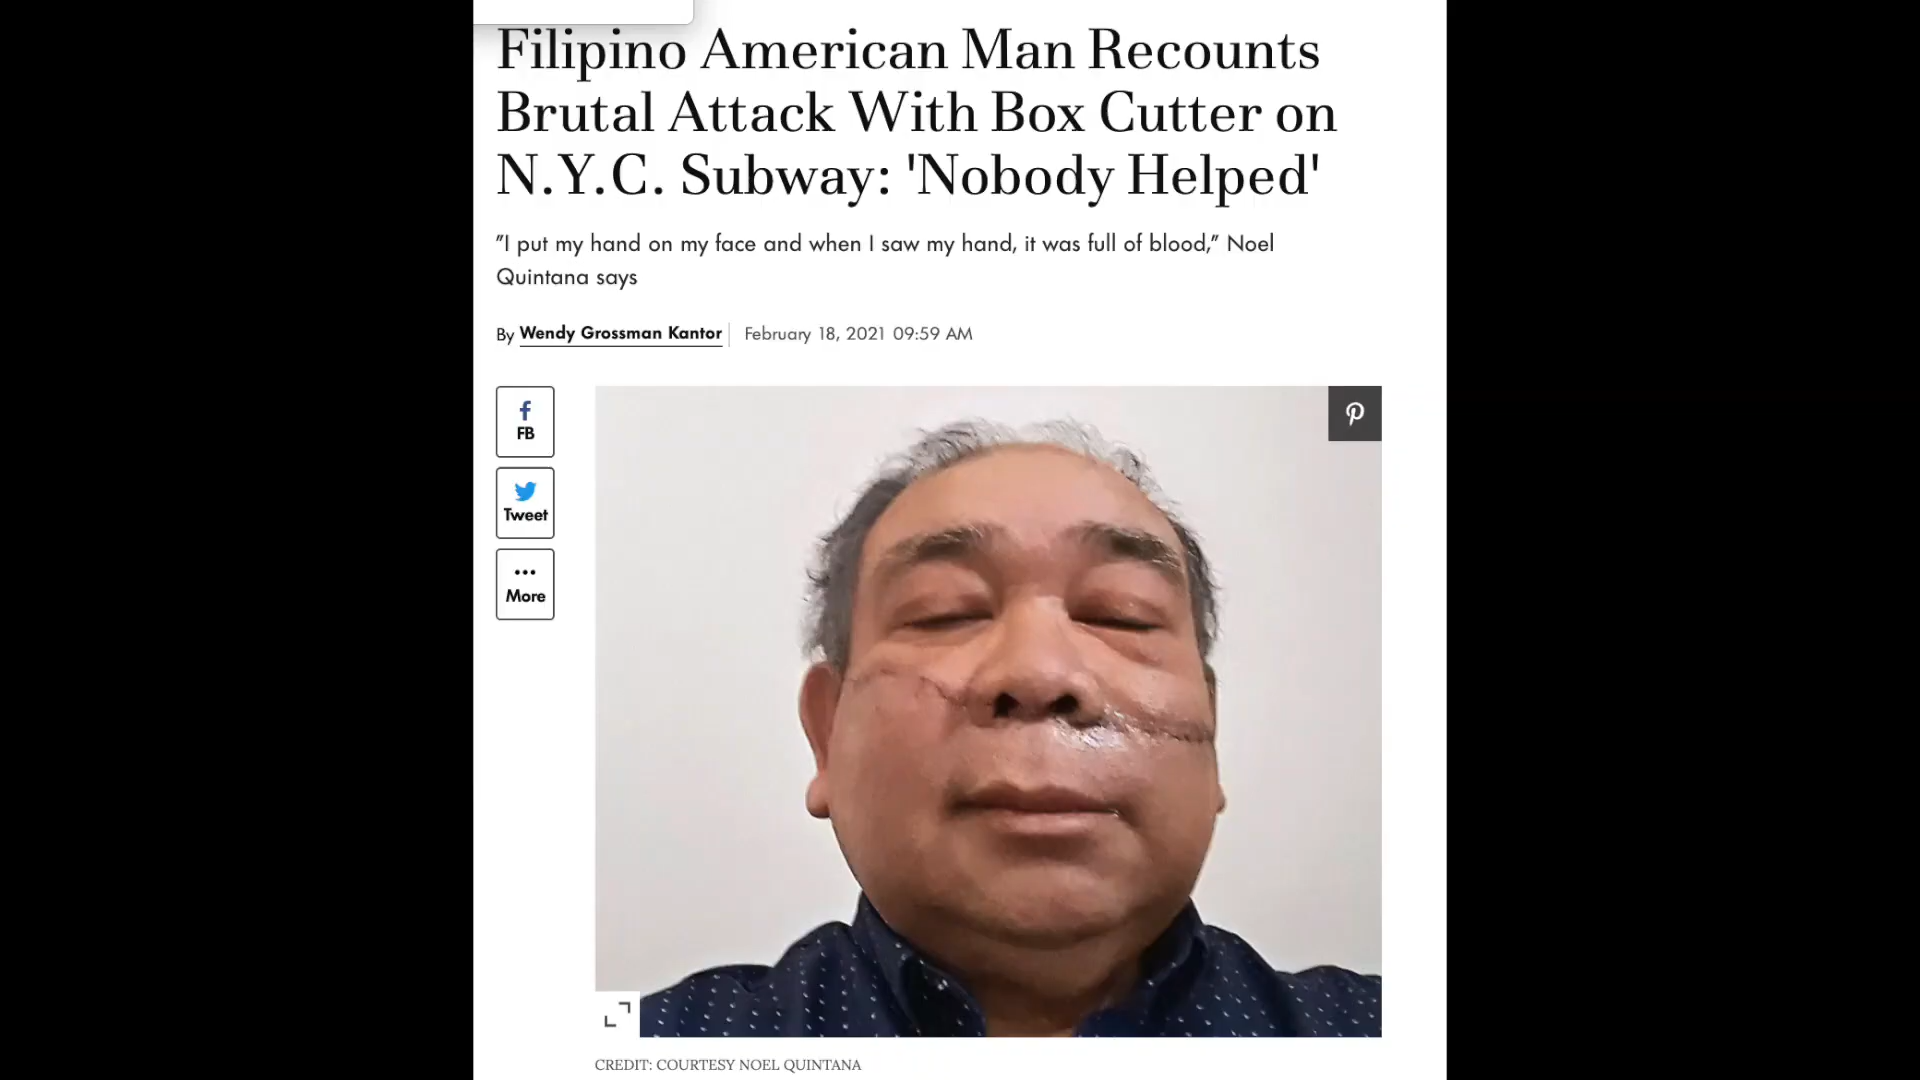 Filipino American Man Recounts
Brutal Attack With Box Cutter on
N.Y.C. Subway: 'Nobody Helped'
"I put my hand on my face and when I saw my hand, it was full of blood,” Noel
Quintana says
By Wendy Grossman Kantor February 18, 2021 09:59 AM
FB
Tweet
More
CREDIT: COURTESY NOEL QUINTANA